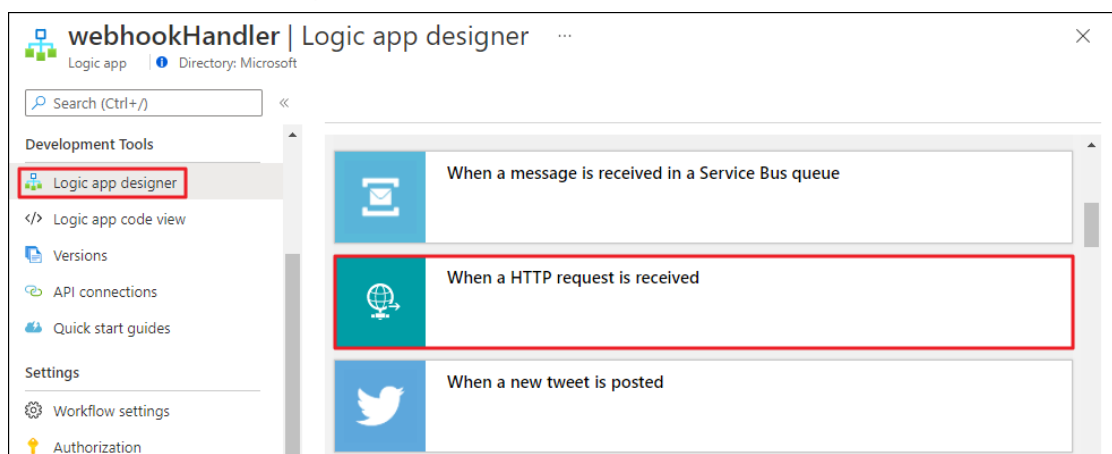 webhookHandler | Logic app designer ...
Logic app | Directory: Microsoft
Search (Ctrl+/) «
Development Tools
Logic app designer
</> Logic app code view
Versions
API connections
Quick start guides
Settings
Workflow settings
Authorization
When a message is received in a Service Bus queue
When a HTTP request is received
When a new tweet is posted